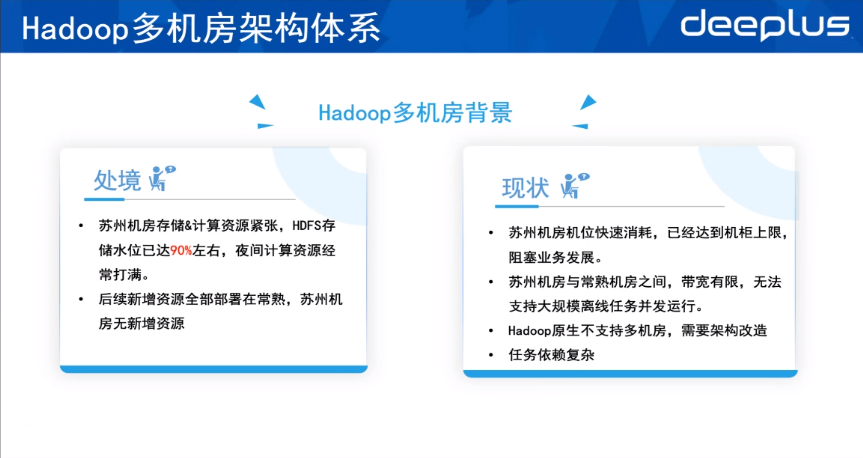 Hadoop多机房架构体系
deeplus
Hadoop多机房背景
处境
• 苏州机房存储&计算资源紧张，HDFS存
储水位已达90%左右，夜间计算资源经
常打满。
• 后续新增资源全部部署在常熟，苏州机
房无新增资源
现状
• 苏州机房机位快速消耗，已经达到机柜上限，
阻塞业务发展。
• 苏州机房与常熟机房之间，带宽有限，无法
支持大规模离线任务并发运行。
• Hadoop原生不支持多机房，需要架构改造
• 任务依赖复杂